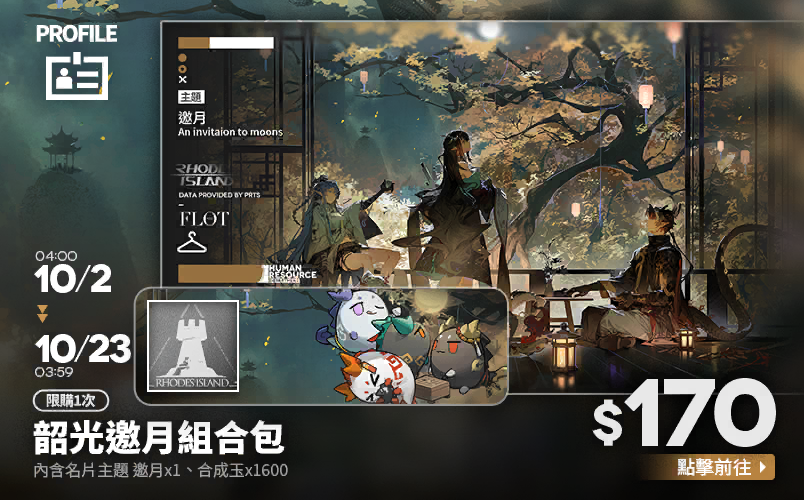 PROFILE
主題
邀月
An invitaion to moons
RHODES
ISLAND
DATA PROVIDED BY PRTS
FLOT
HUMAN
RESOURCE
04:00
10/2
10/23
03:59
RHODES ISLAND
限購1次
韶光邀月組合包
內含名片主題 邀月x1、合成玉x1600
$170
點擊前往